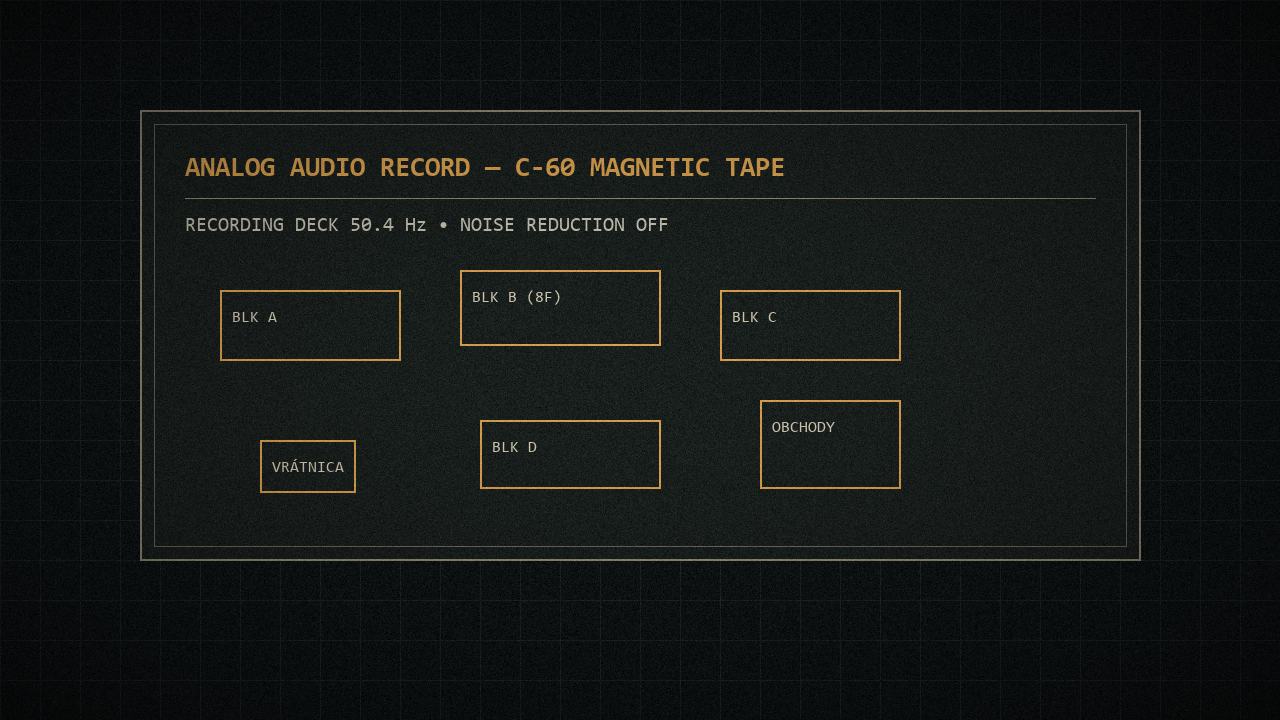 ANALOG AUDIO RECORD — C-60 MAGNETIC TAPE
RECORDING DECK 50.4 Hz • NOISE REDUCTION OFF
BLK A
BLK B (8F)
BLK C
VRÁTNICA
BLK D
OBCHODY